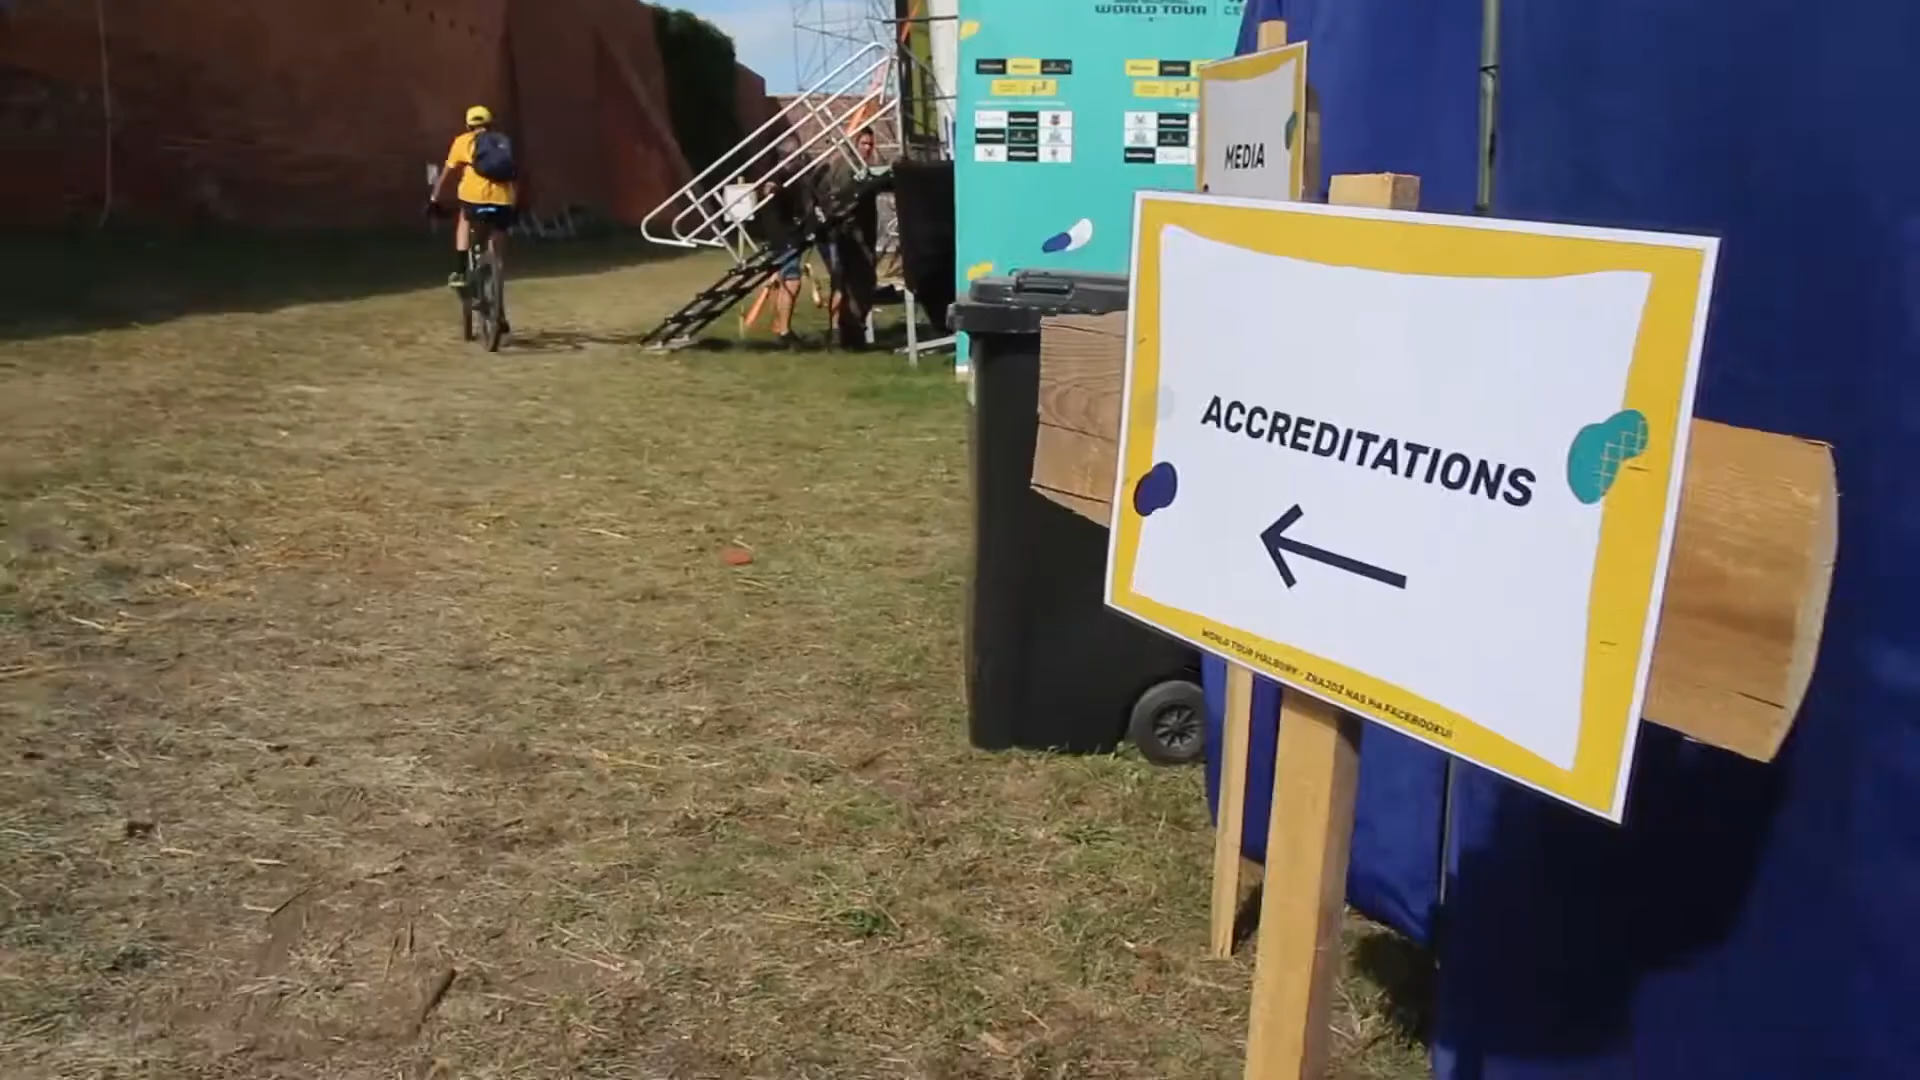 WORLD TOUR
MEDIA
ACCREDITATIONS
WORLD TOUR MALBORK - ZNAJDŹ NAS NA FACEBOOKU!